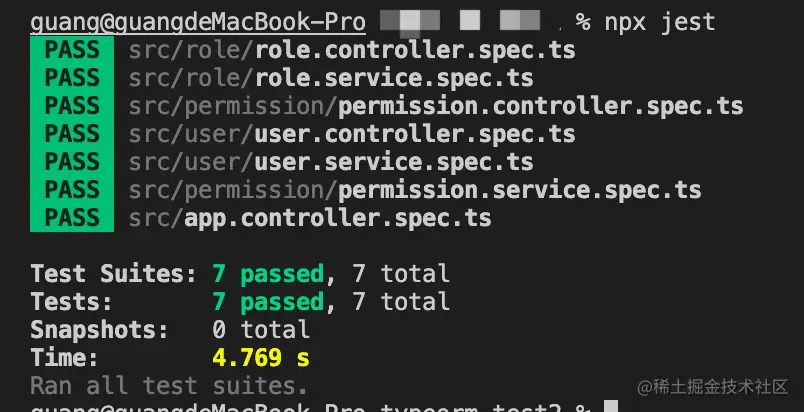 guang@guangdeMacBook-Pro % npx jest
PASS src/role/role.controller.spec.ts
PASS src/role/role.service.spec.ts
PASS src/permission/permission.controller.spec.ts
PASS src/user/user.controller.spec.ts
PASS src/user/user.service.spec.ts
PASS src/permission/permission.service.spec.ts
PASS src/app.controller.spec.ts
Test Suites: 7 passed, 7 total
Tests: 7 passed, 7 total
Snapshots: 0 total
Time: 4.769 s
Ran all test suites.
@稀土掘金技术社区
guang@guangdeMacBook-Pro typeorm-test2 %